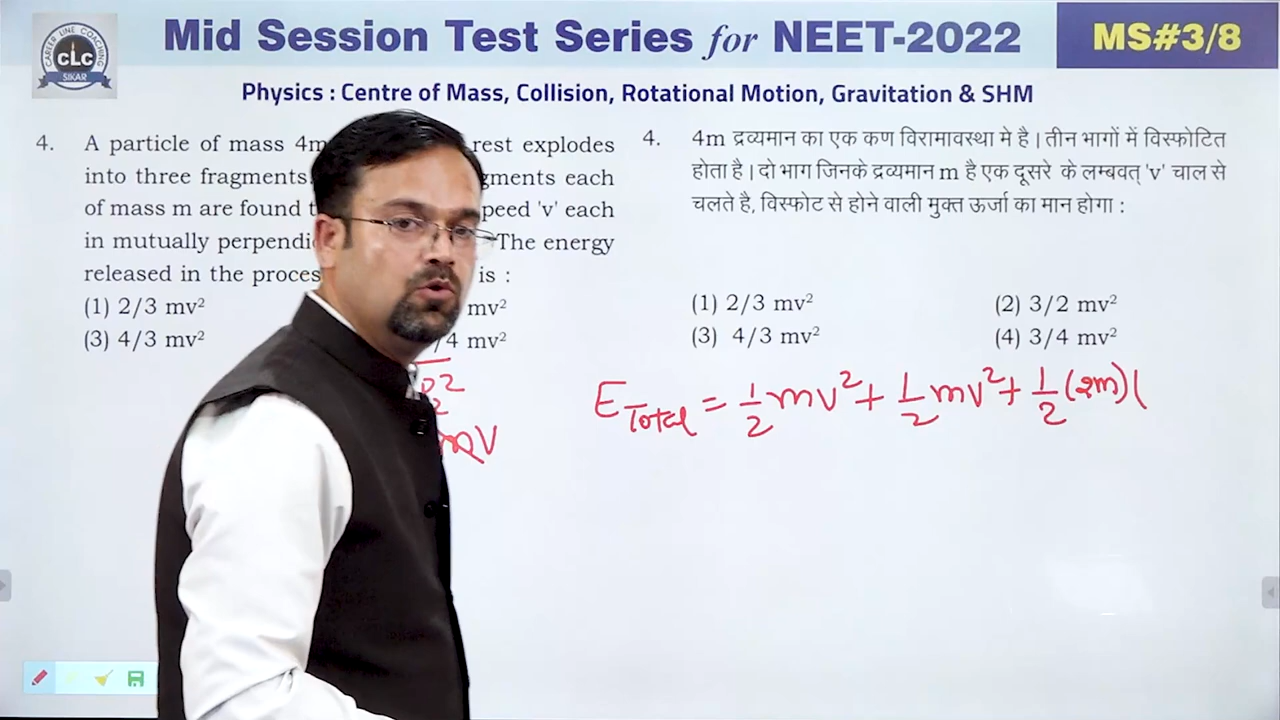 CAREER LINE COACHING
CLC
SIKAR
Mid Session Test Series for NEET-2022
MS#3/8
Physics : Centre of Mass, Collision, Rotational Motion, Gravitation & SHM
4. A particle of mass 4m rest explodes
into three fragments. gments each
of mass m are found peed 'v' each
in mutually perpendi The energy
released in the proces is :
(1) 2/3 mv² mv²
(3) 4/3 mv² /4 mv²
4. 4m द्रव्यमान का एक कण विरामावस्था मे है। तीन भागों में विस्फोटित
होता है। दो भाग जिनके द्रव्यमान m है एक दूसरे के लम्बवत् 'v' चाल से
चलते है, विस्फोट से होने वाली मुक्त ऊर्जा का मान होगा :
(1) 2/3 mv² (2) 3/2 mv²
(3) 4/3 mv² (4) 3/4 mv²
E Total = 1/2 mv² + 1/2 mv² + 1/2 (2m) (
mv